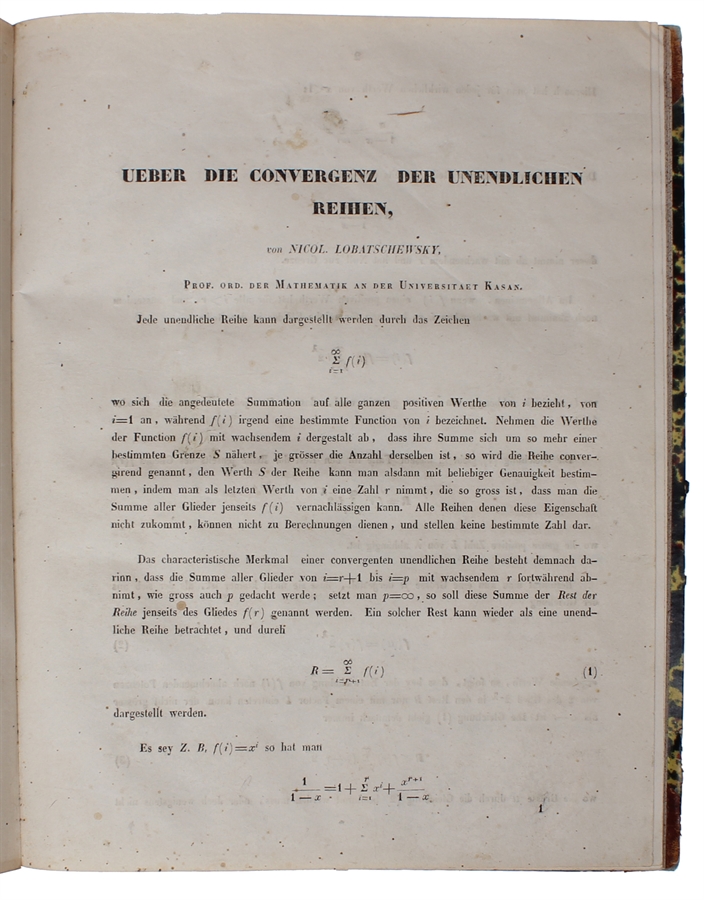 UEBER DIE CONVERGENZ DER UNENDLICHEN
REIHEN,
von NICOL. LOBATSCHEWSKY,
PROF. ORD. DER MATHEMATIK AN DER UNIVERSITAET KASAN.
Jede unendliche Reihe kann dargestellt werden durch das Zeichen
∞
Σ f(i)
i=1
wo sich die angedeutete Summation auf alle ganzen positiven Werthe von i bezieht, von
i=1 an, während f(i) irgend eine bestimmte Function von i bezeichnet. Nehmen die Werthe
der Function f(i) mit wachsendem i dergestalt ab, dass ihre Summe sich um so mehr einer
bestimmten Grenze S nähert, je grösser die Anzahl derselben ist, so wird die Reihe conver-
girend genannt, den Werth S der Reihe kann man alsdann mit beliebiger Genauigkeit bestim-
men, indem man als letzten Werth von i eine Zahl r nimmt, die so gross ist, dass man die
Summe aller Glieder jenseits f(i) vernachlässigen kann. Alle Reihen denen diese Eigenschaft
nicht zukommt, können nicht zu Berechnungen dienen, und stellen keine bestimmte Zahl dar.
Das characteristische Merkmal einer convergenten unendlichen Reihe besteht demnach da-
rinn, dass die Summe aller Glieder von i=r+1 bis i=p mit wachsendem r fortwährend ab-
nimt, wie gross auch p gedacht werde; setzt man p=∞, so soll diese Summe der Rest der
Reihe jenseits des Gliedes f(r) genannt werden. Ein solcher Rest kann wieder als eine unend-
liche Reihe betrachtet, und durch
∞
R= Σ f(i) (1)
i=r+1
dargestellt werden.
Es sey Z. B. f(i)=xⁱ so hat man
1 r xʳ⁺¹
— =1+ Σ xⁱ+ —
1—x i=1 1—x
1